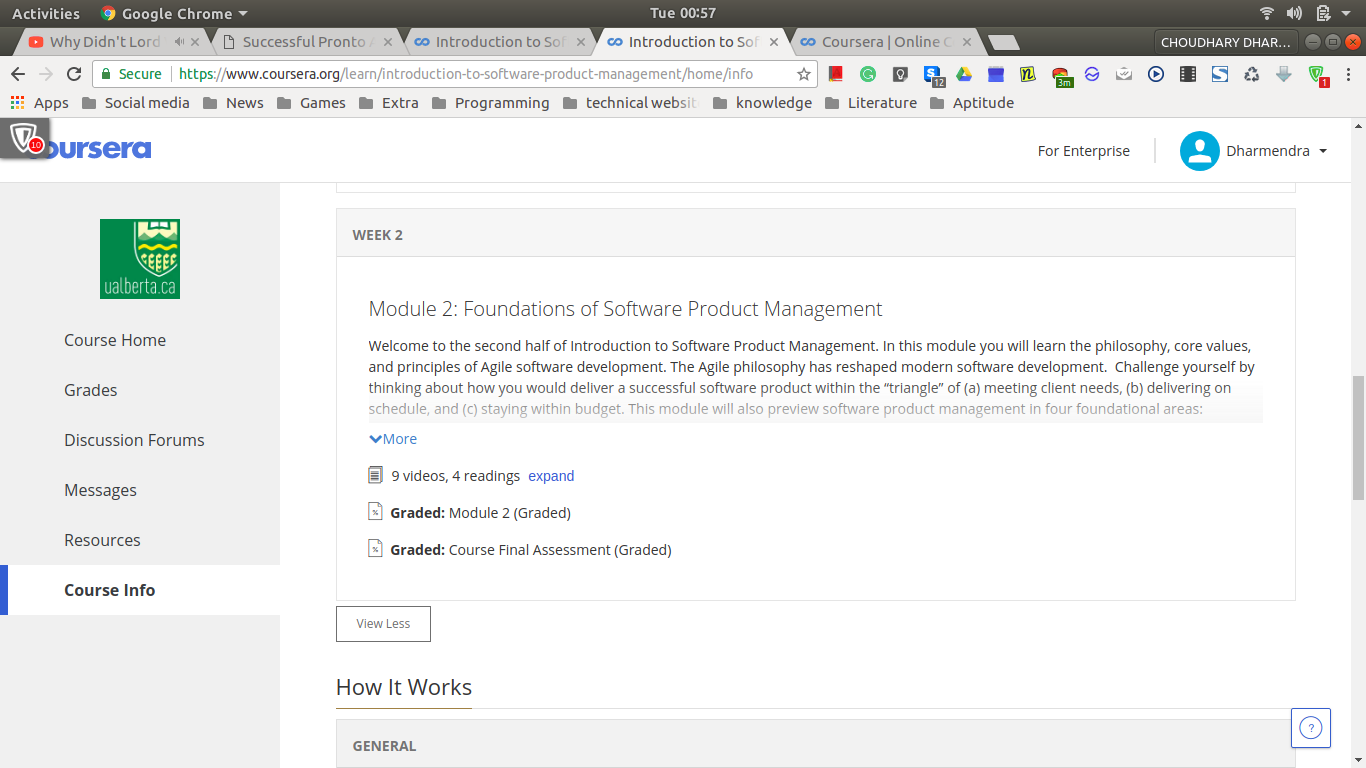 Activities Google Chrome Tue 00:57
Why Didn't Lord Successful Pronto A Introduction to Sof Introduction to Sof Coursera | Online C CHOUDHARY DHAR...
Secure https://www.coursera.org/learn/introduction-to-software-product-management/home/info 12 3m 1
Apps Social media News Games Extra Programming technical websit knowledge Literature Aptitude
10 oursera For Enterprise Dharmendra
ualberta.ca
Course Home
Grades
Discussion Forums
Messages
Resources
Course Info
WEEK 2
Module 2: Foundations of Software Product Management
Welcome to the second half of Introduction to Software Product Management. In this module you will learn the philosophy, core values,
and principles of Agile software development. The Agile philosophy has reshaped modern software development.  Challenge yourself by
thinking about how you would deliver a successful software product within the “triangle” of (a) meeting client needs, (b) delivering on
schedule, and (c) staying within budget. This module will also preview software product management in four foundational areas:
More
9 videos, 4 readings expand
Graded: Module 2 (Graded)
Graded: Course Final Assessment (Graded)
View Less
How It Works
GENERAL
?